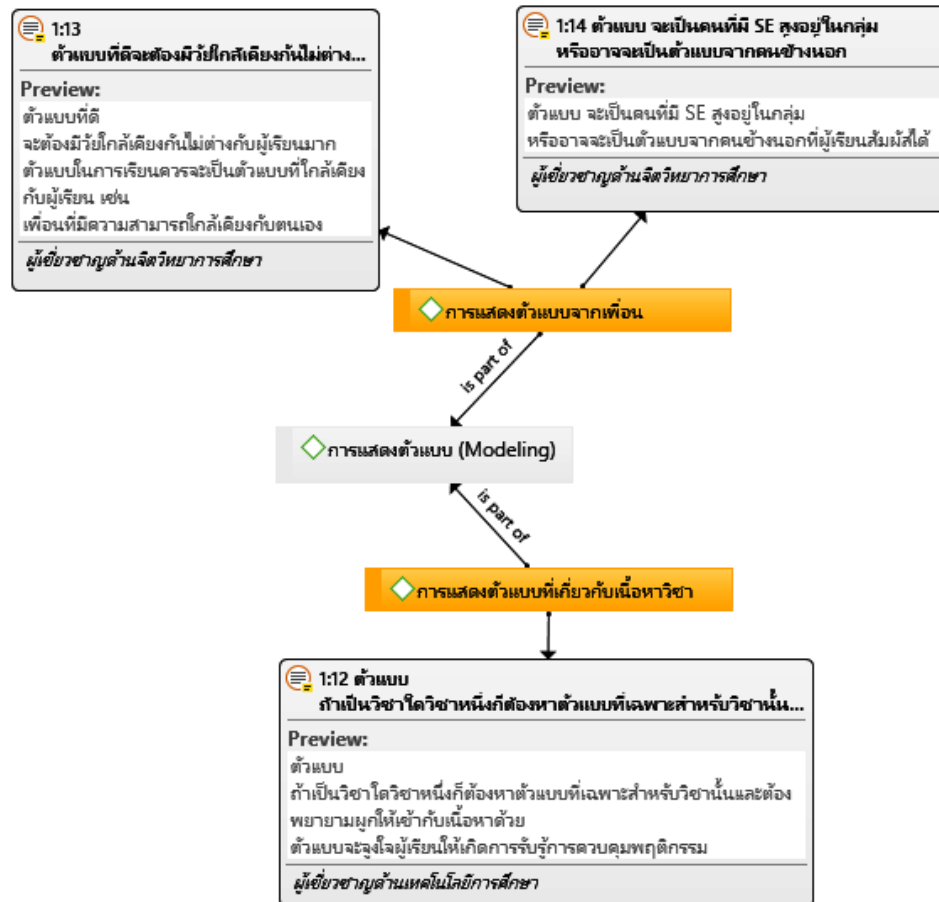 1:13
ตัวแบบที่ดีจะต้องมีวัยใกล้เคียงกันไม่ต่าง...
Preview:
ตัวแบบที่ดี
จะต้องมีวัยใกล้เคียงกันไม่ต่างกับผู้เรียนมาก
ตัวแบบในการเรียนควรจะเป็นตัวแบบที่ใกล้เคียง
กับผู้เรียน เช่น
เพื่อนที่มีความสามารถใกล้เคียงกับตนเอง
ผู้เชี่ยวชาญด้านจิตวิทยาการศึกษา
1:14 ตัวแบบ จะเป็นคนที่มี SE สูงอยู่ในกลุ่ม
หรืออาจจะเป็นตัวแบบจากคนข้างนอก
Preview:
ตัวแบบ จะเป็นคนที่มี SE สูงอยู่ในกลุ่ม
หรืออาจจะเป็นตัวแบบจากคนข้างนอกที่ผู้เรียนสัมผัสได้
ผู้เชี่ยวชาญด้านจิตวิทยาการศึกษา
การแสดงตัวแบบจากเพื่อน
is part of
การแสดงตัวแบบ (Modeling)
is part of
การแสดงตัวแบบที่เกี่ยวกับเนื้อหาวิชา
1:12 ตัวแบบ
ถ้าเป็นวิชาใดวิชาหนึ่งก็ต้องหาตัวแบบที่เฉพาะสำหรับวิชานั้น...
Preview:
ตัวแบบ
ถ้าเป็นวิชาใดวิชาหนึ่งก็ต้องหาตัวแบบที่เฉพาะสำหรับวิชานั้นและต้อง
พยายามผูกให้เข้ากับเนื้อหาด้วย
ตัวแบบจะจูงใจผู้เรียนให้เกิดการรับรู้การควบคุมพฤติกรรม
ผู้เชี่ยวชาญด้านเทคโนโลยีการศึกษา